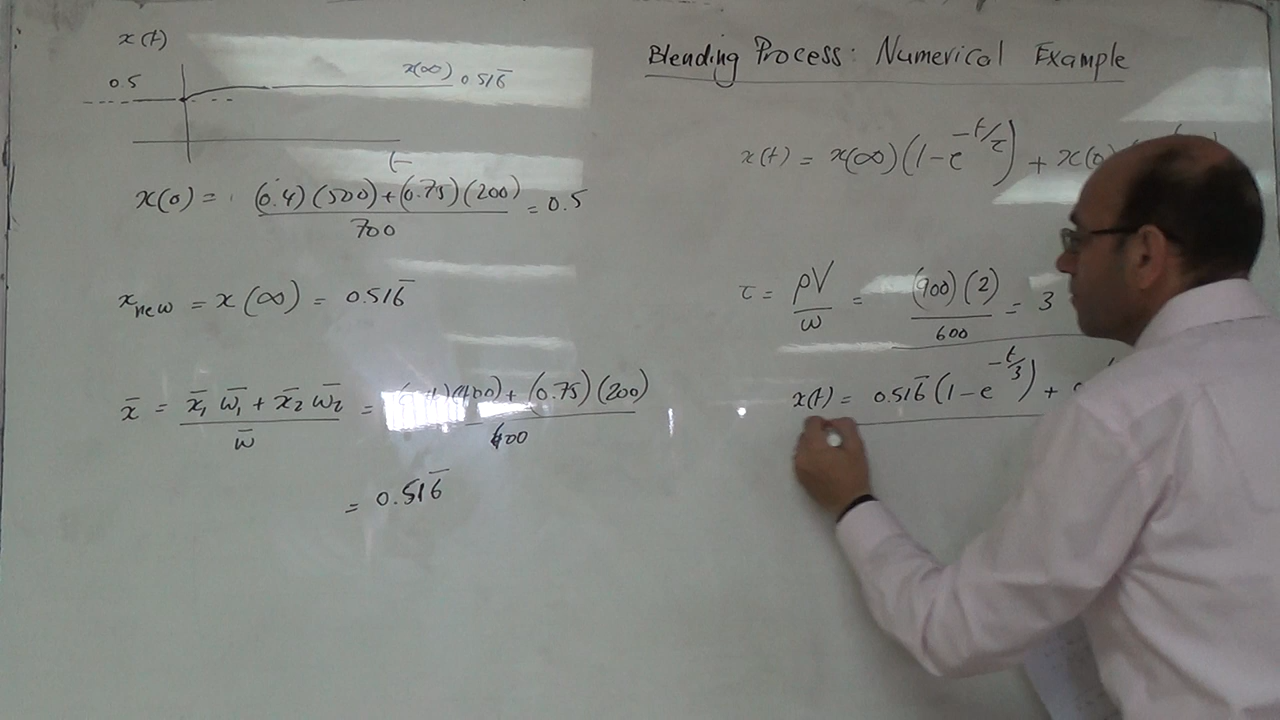 x(t)
0.5
x(∞) 0.516̅
t
x(0) = (0.4)(500)+(0.75)(200) / 700 = 0.5
x_new = x(∞) = 0.516̅
x̅ = x̅₁ w̅₁ + x̅₂ w̅₂ / w̅ = )(400) + (0.75)(200) / 600
= 0.516̅
Blending Process: Numerical Example
x(t) = x(∞)(1-e^{-t/τ}) + x(0)
τ = ρV / w = (900)(2) / 600 = 3
x(t) = 0.516̅(1-e^{-t/3}) +